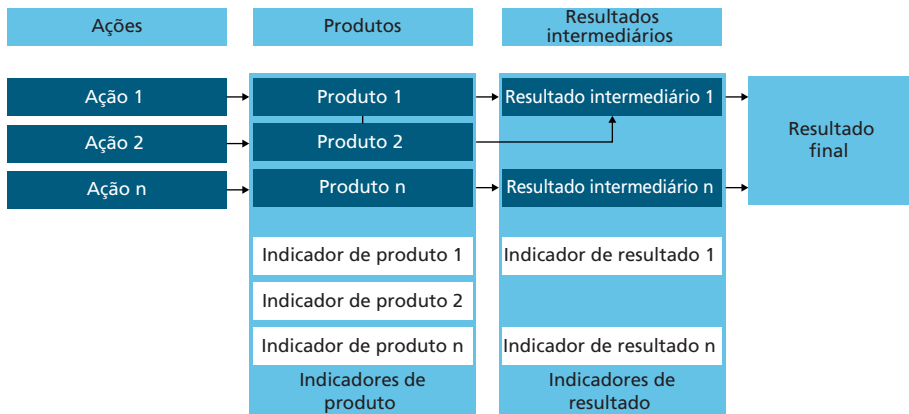 Ações
Produtos
Resultados
intermediários
Ação 1
Produto 1
Resultado intermediário 1
Ação 2
Produto 2
Resultado
final
Ação n
Produto n
Resultado intermediário n
Indicador de produto 1
Indicador de resultado 1
Indicador de produto 2
Indicador de produto n
Indicador de resultado n
Indicadores de
produto
Indicadores de
resultado